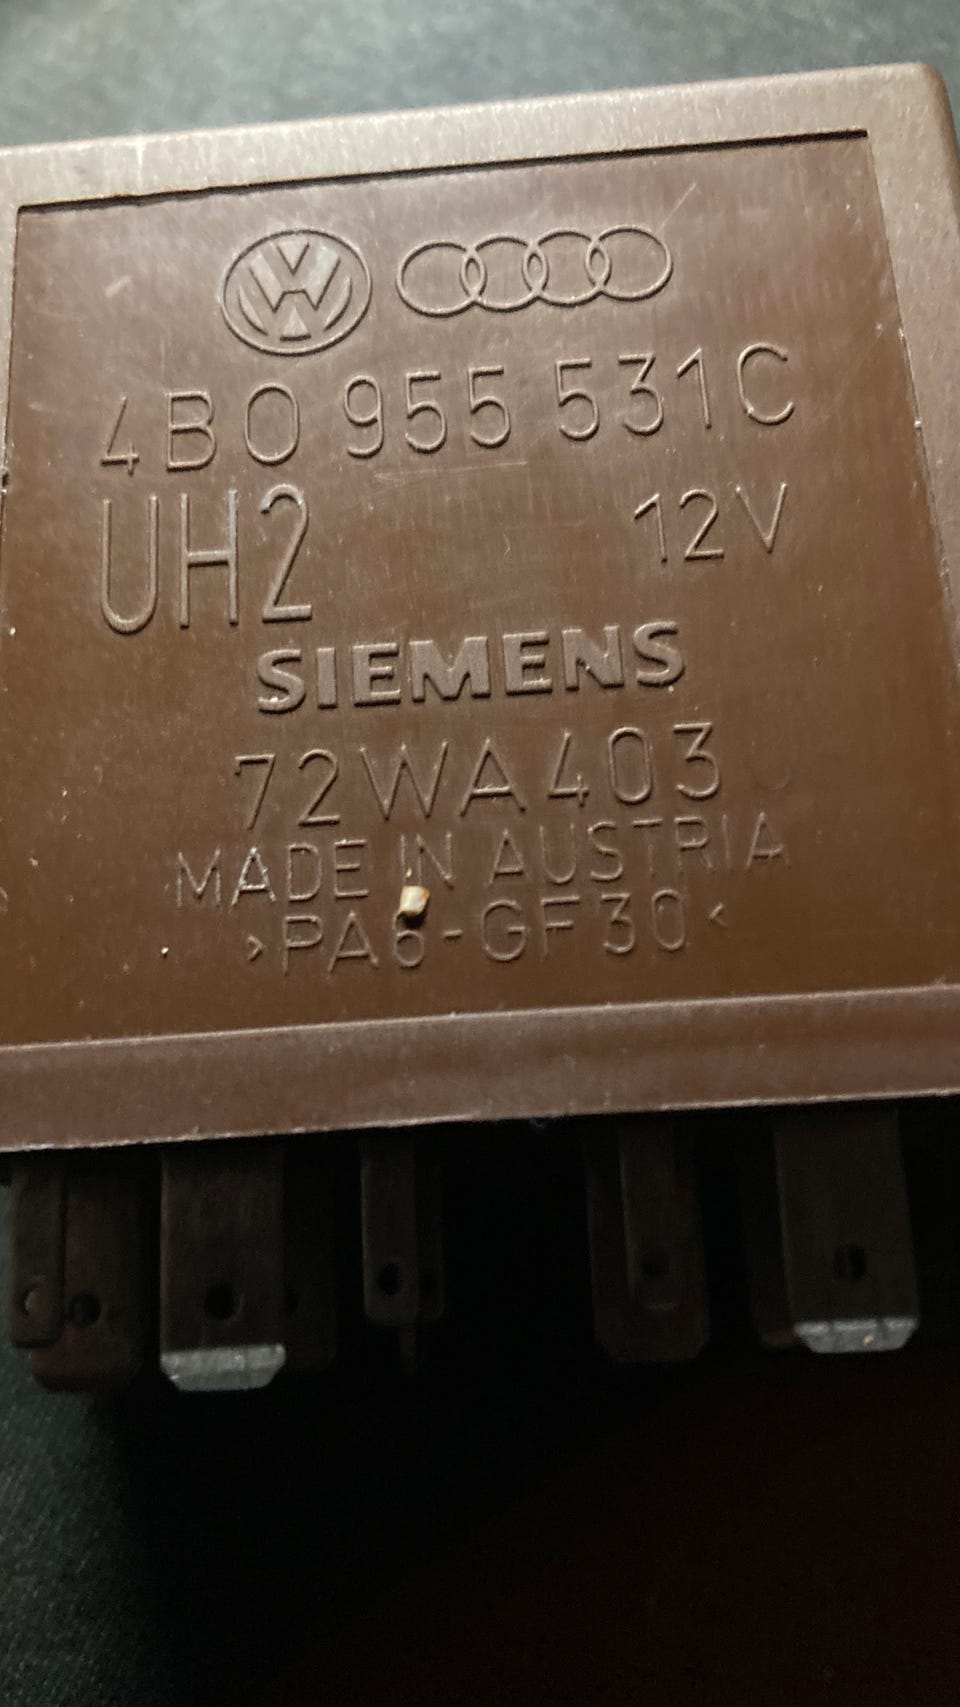 4B0 955 531C
UH2 12V
SIEMENS
72WA403
MADE IN AUSTRIA
>PA6-GF30<